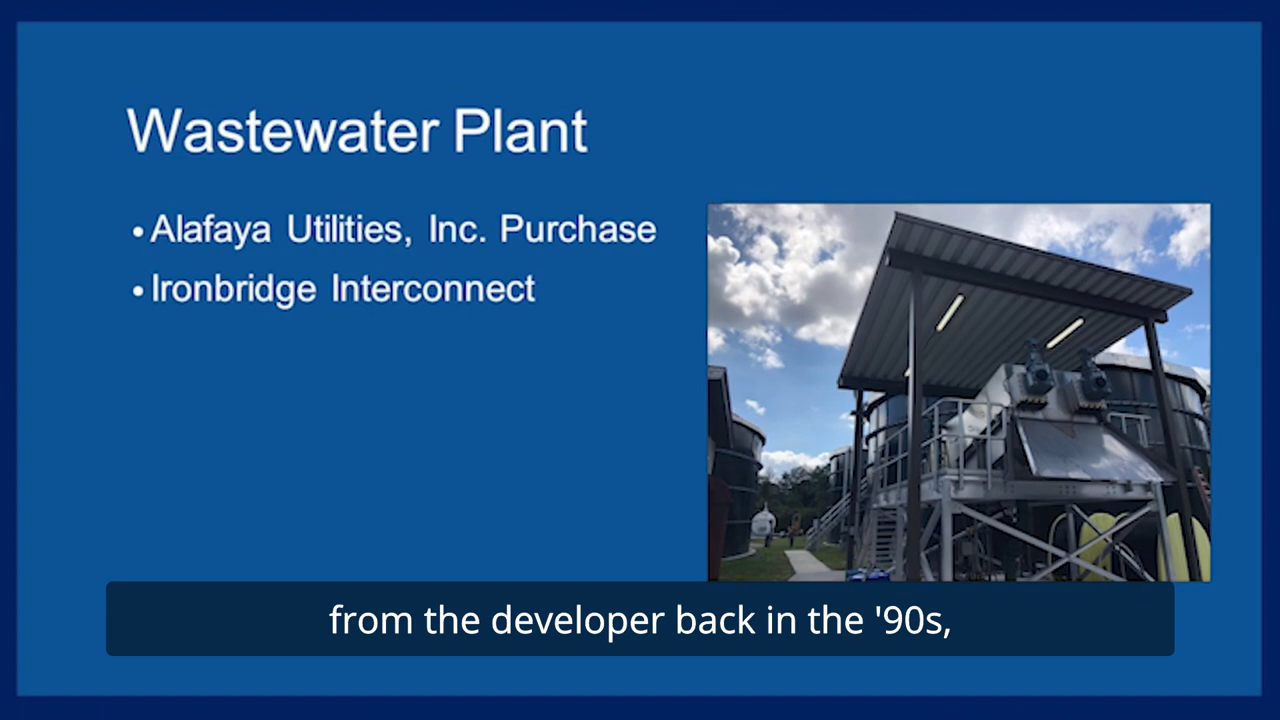 Wastewater Plant
• Alafaya Utilities, Inc. Purchase
• Ironbridge Interconnect
from the developer back in the '90s,